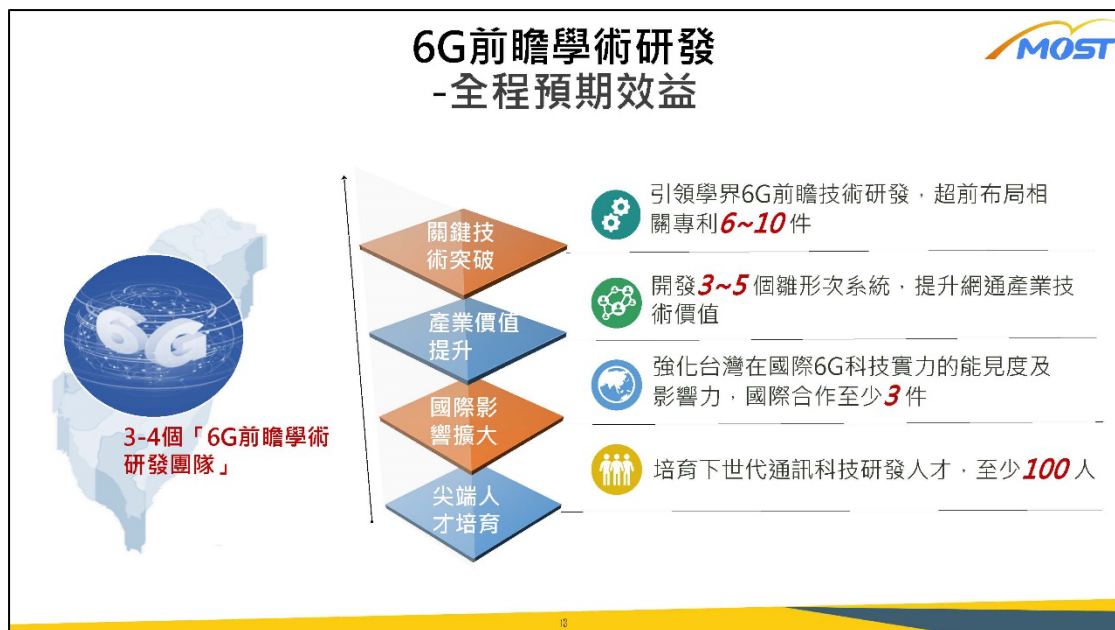 6G前瞻學術研發
-全程預期效益
MOST
6G
3-4個「6G前瞻學術
研發團隊」
關鍵技
術突破
引領學界6G前瞻技術研發，超前布局相
關專利6~10件
產業價值
提升
開發3~5個雛形次系統，提升網通產業技
術價值
國際影
響擴大
強化台灣在國際6G科技實力的能見度及
影響力，國際合作至少3件
尖端人
才培育
培育下世代通訊科技研發人才，至少100人
13